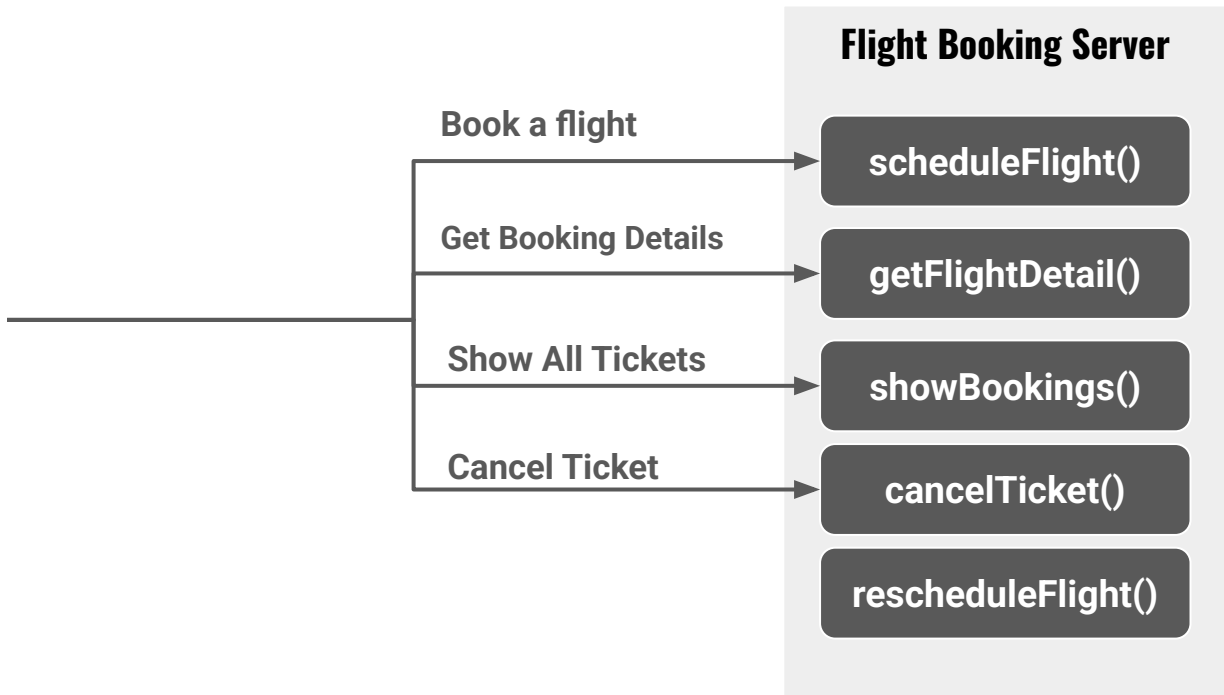 Flight Booking Server
Book a flight
scheduleFlight()
Get Booking Details
getFlightDetail()
Show All Tickets
showBookings()
Cancel Ticket
cancelTicket()
rescheduleFlight()